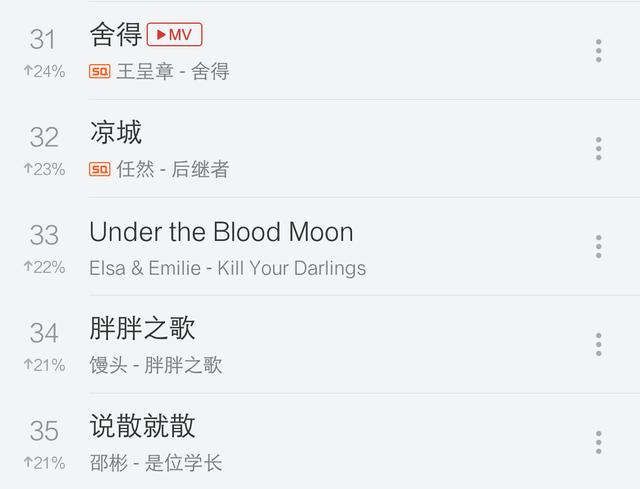 31 舍得 MV
↑24% SQ 王呈章 - 舍得
32 凉城
↑23% SQ 任然 - 后继者
33 Under the Blood Moon
↑22% Elsa & Emilie - Kill Your Darlings
34 胖胖之歌
↑21% 馒头 - 胖胖之歌
35 说散就散
↑21% 邵彬 - 是位学长